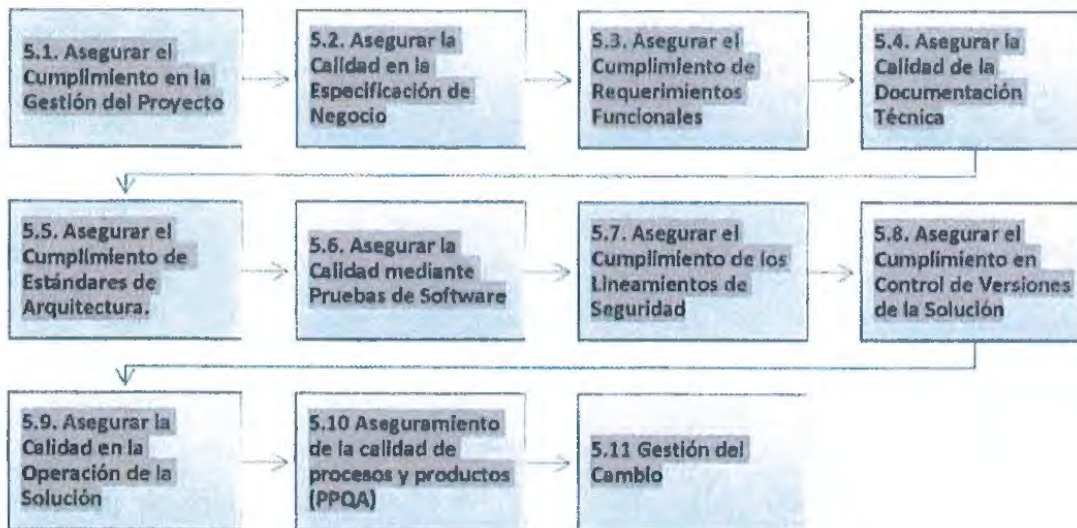 5.1. Asegurar el
Cumplimiento en la
Gestión del Proyecto
5.2. Asegurar la
Calidad en la
Especificación de
Negocio
5.3. Asegurar el
Cumplimiento de
Requerimientos
Funcionales
5.4. Asegurar la
Calidad de la
Documentación
Técnica
5.5. Asegurar el
Cumplimiento de
Estándares de
Arquitectura.
5.6. Asegurar la
Calidad mediante
Pruebas de Software
5.7. Asegurar el
Cumplimiento de los
Lineamientos de
Seguridad
5.8. Asegurar el
Cumplimiento en
Control de Versiones
de la Solución
5.9. Asegurar la
Calidad en la
Operación de la
Solución
5.10 Aseguramiento
de la calidad de
procesos y productos
(PPQA)
5.11 Gestión del
Cambio